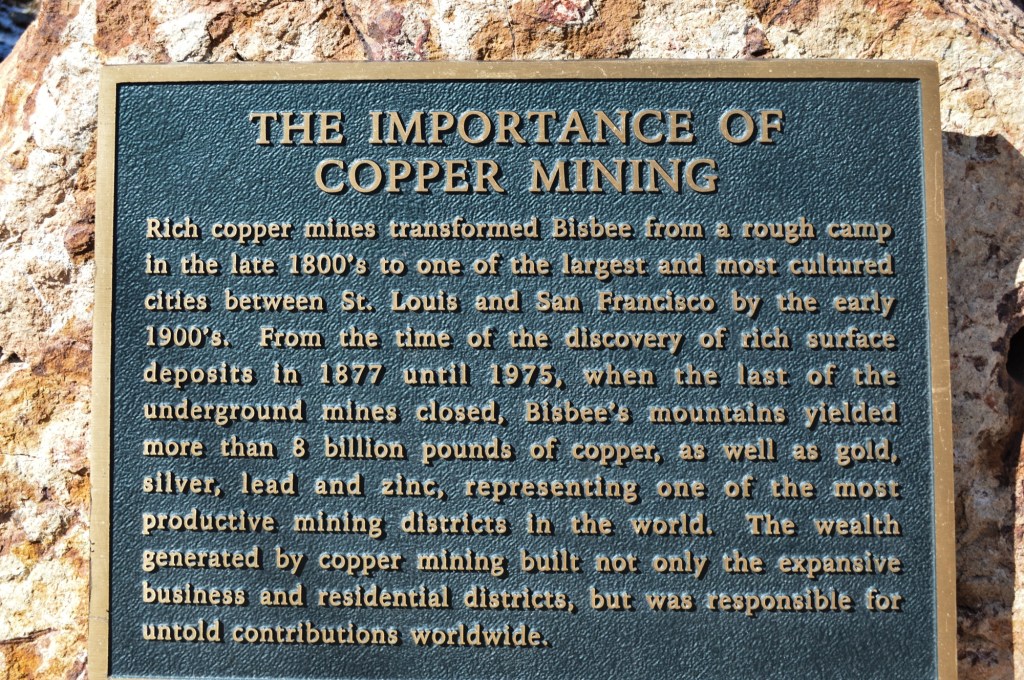 THE IMPORTANCE OF
COPPER MINING
Rich copper mines transformed Bisbee from a rough camp
in the late 1800's to one of the largest and most cultured
cities between St. Louis and San Francisco by the early
1900's. From the time of the discovery of rich surface
deposits in 1877 until 1975, when the last of the
underground mines closed, Bisbee's mountains yielded
more than 8 billion pounds of copper, as well as gold,
silver, lead and zinc, representing one of the most
productive mining districts in the world. The wealth
generated by copper mining built not only the expansive
business and residential districts, but was responsible for
untold contributions worldwide.